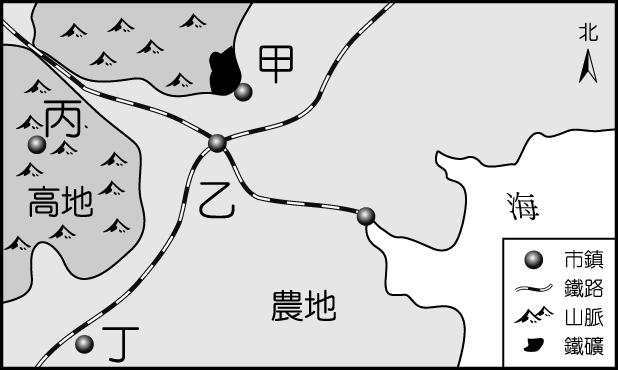 北
甲
丙
乙
高地
海
農地
丁
市鎮
鐵路
山脈
鐵礦